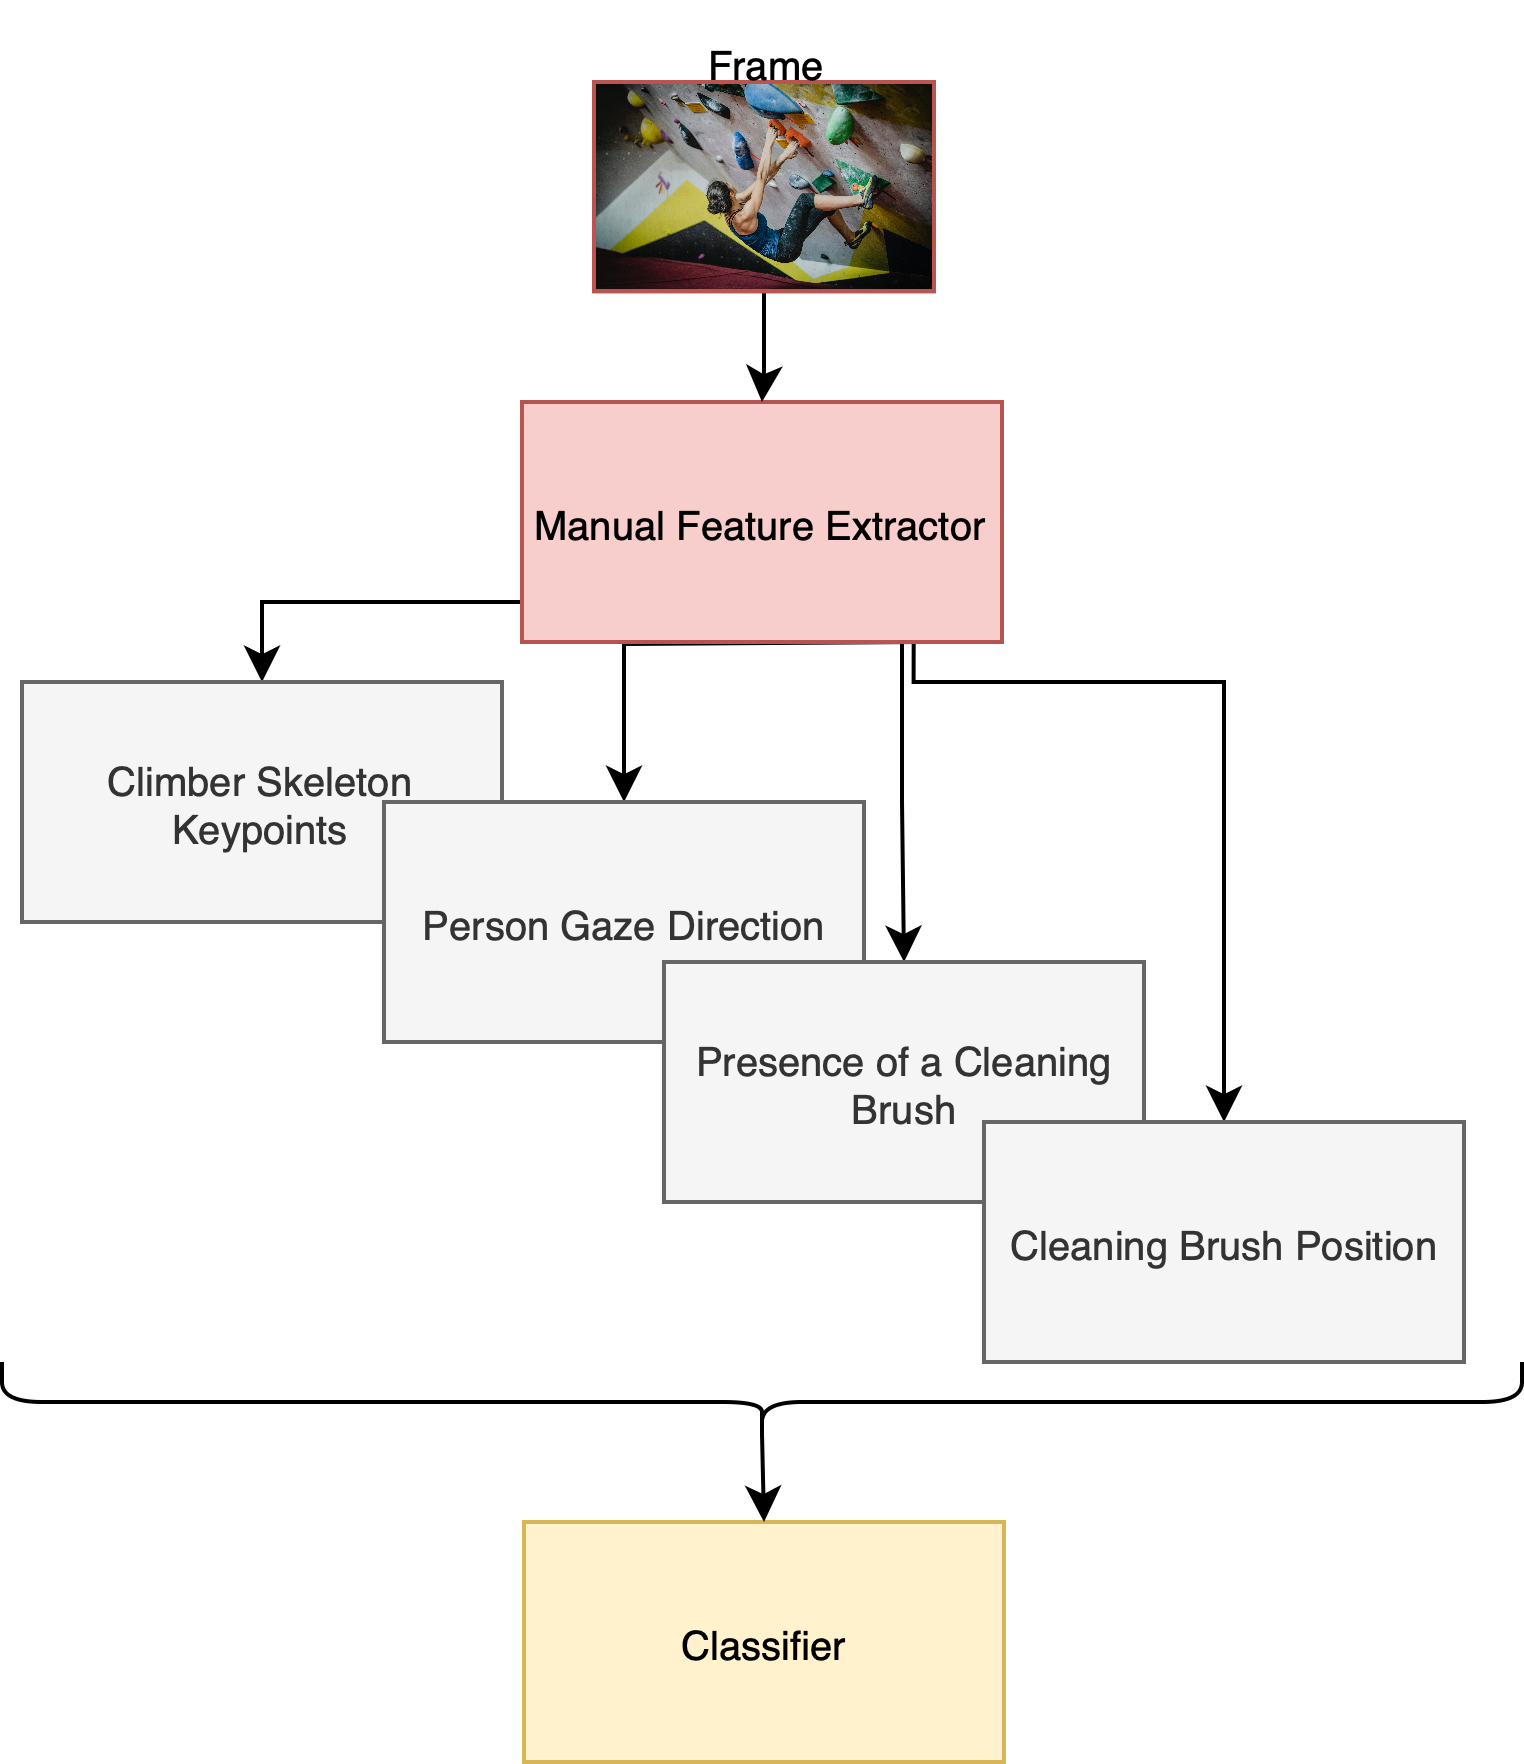 Frame
Manual Feature Extractor
Climber Skeleton
Keypoints
Person Gaze Direction
Presence of a Cleaning
Brush
Cleaning Brush Position
Classifier